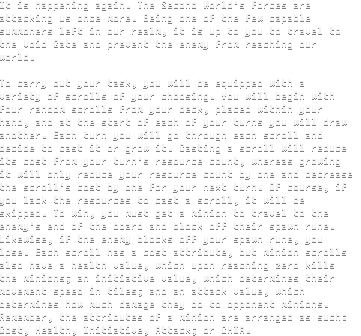 It is happening again. The Second World's Forces are
attacking us once more. Being one of the few capable
summoners left in our realm, it is up to you to travel to
the Void Gate and prevent the enemy from reaching our
world.

To carry out your task, you will be equipped with a
variety of scrolls of your choosing. You will begin with
four random scrolls from your deck, placed within your
hand, and at the start of each of your turns you will draw
another. Each turn you will go through each scroll and
decide to cast it or grow it. Casting a scroll will reduce
its cost from your turn's resource count, whereas growing
it will only reduce your resource count by one and decrease
the scroll's cost by one for your next turn. Of course, if
you lack the resources to cast a scroll, it will be
skipped. To win, you must get a minion to travel to the
enemy's end of the board and block off their spawn rune.
Likewise, if the enemy blocks off your spawn rune, you
lose. Each scroll has a cost attribute, but minion scrolls
also have a health value, which upon reaching zero kills
the minion, an initiative value, which determines their
movement speed in tiles, and an attack value, which
determines how much damage they do to opponent minions.
Remember, the attributes of a minion are arranged as such:
Cost, Health, Initiative, Attack, or